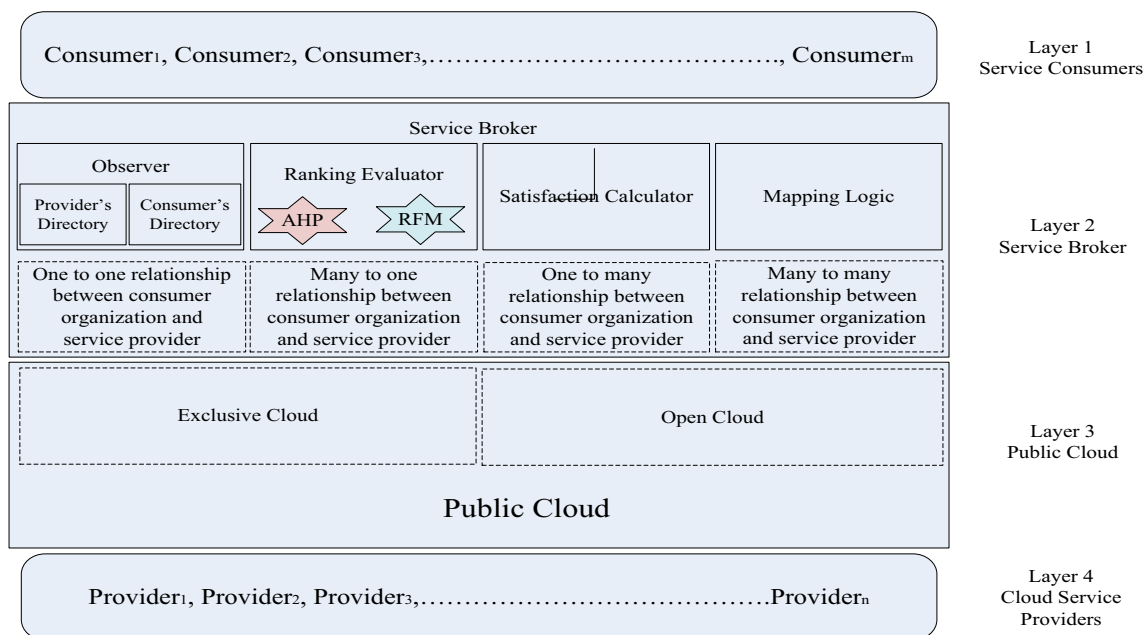 Consumer₁, Consumer₂, Consumer₃,…………………………………………, Consumerₘ
Layer 1
Service Consumers
Service Broker
Observer
Provider's
Directory
Consumer's
Directory
Ranking Evaluator
AHP
RFM
Satisfaction Calculator
Mapping Logic
One to one relationship
between consumer
organization and
service provider
Many to one
relationship between
consumer organization
and service provider
One to many
relationship between
consumer organization
and service provider
Many to many
relationship between
consumer organization
and service provider
Layer 2
Service Broker
Exclusive Cloud
Open Cloud
Public Cloud
Layer 3
Public Cloud
Provider₁, Provider₂, Provider₃,…………………………………………Providerₙ
Layer 4
Cloud Service
Providers